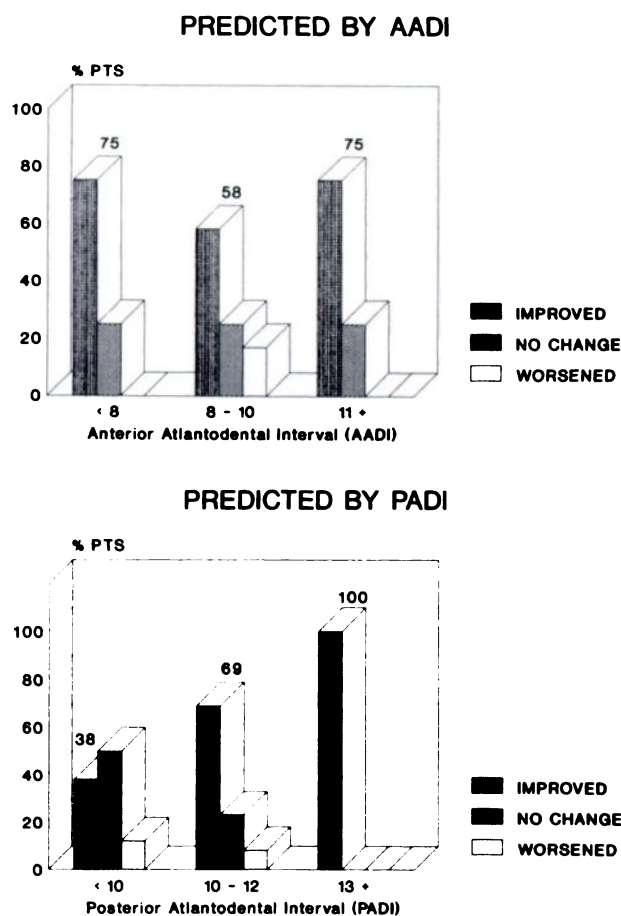 PREDICTED BY AADI
% PTS
100
80
60
40
20
0
75
58
75
< 8
8 - 10
11 +
Anterior Atlantodental Interval (AADI)
IMPROVED
NO CHANGE
WORSENED
PREDICTED BY PADI
% PTS
100
80
60
40
20
0
38
69
100
< 10
10 - 12
13 +
Posterior Atlantodental Interval (PADI)
IMPROVED
NO CHANGE
WORSENED